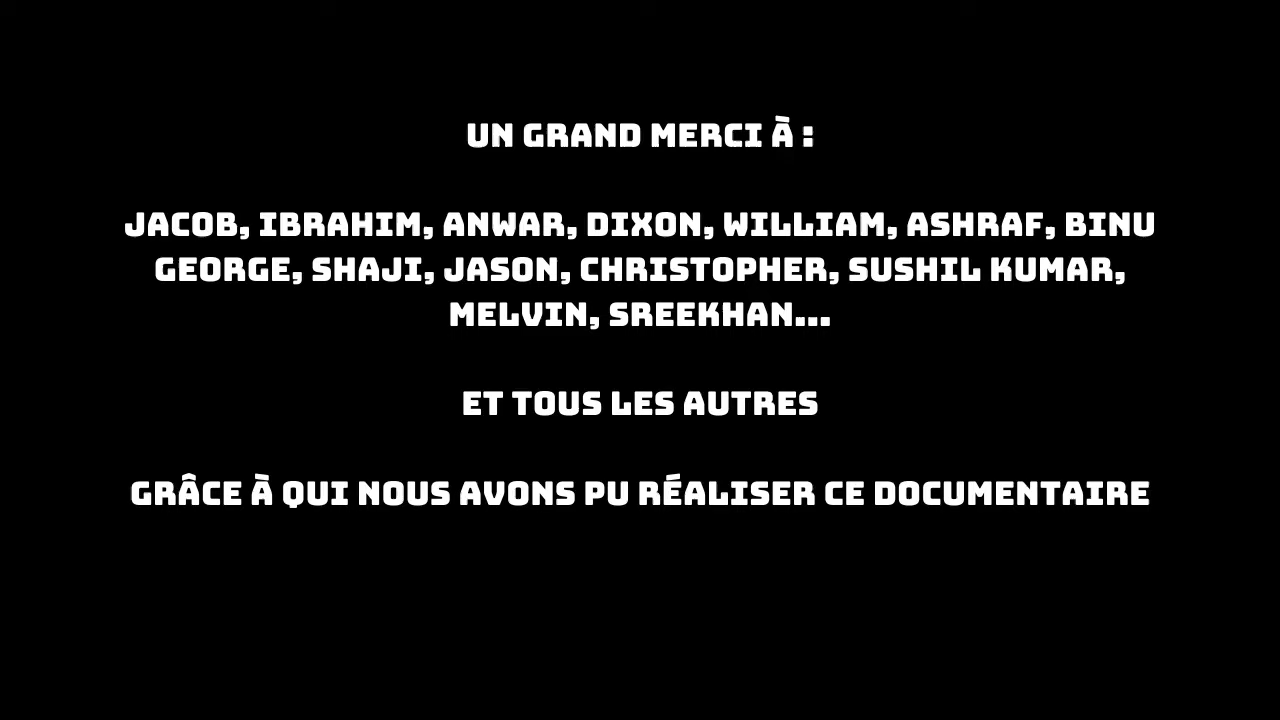 UN GRAND MERCI À :
JACOB, IBRAHIM, ANWAR, DIXON, WILLIAM, ASHRAF, BINU
GEORGE, SHAJI, JASON, CHRISTOPHER, SUSHIL KUMAR,
MELVIN, SREEKHAN...
ET TOUS LES AUTRES
GRÂCE À QUI NOUS AVONS PU RÉALISER CE DOCUMENTAIRE